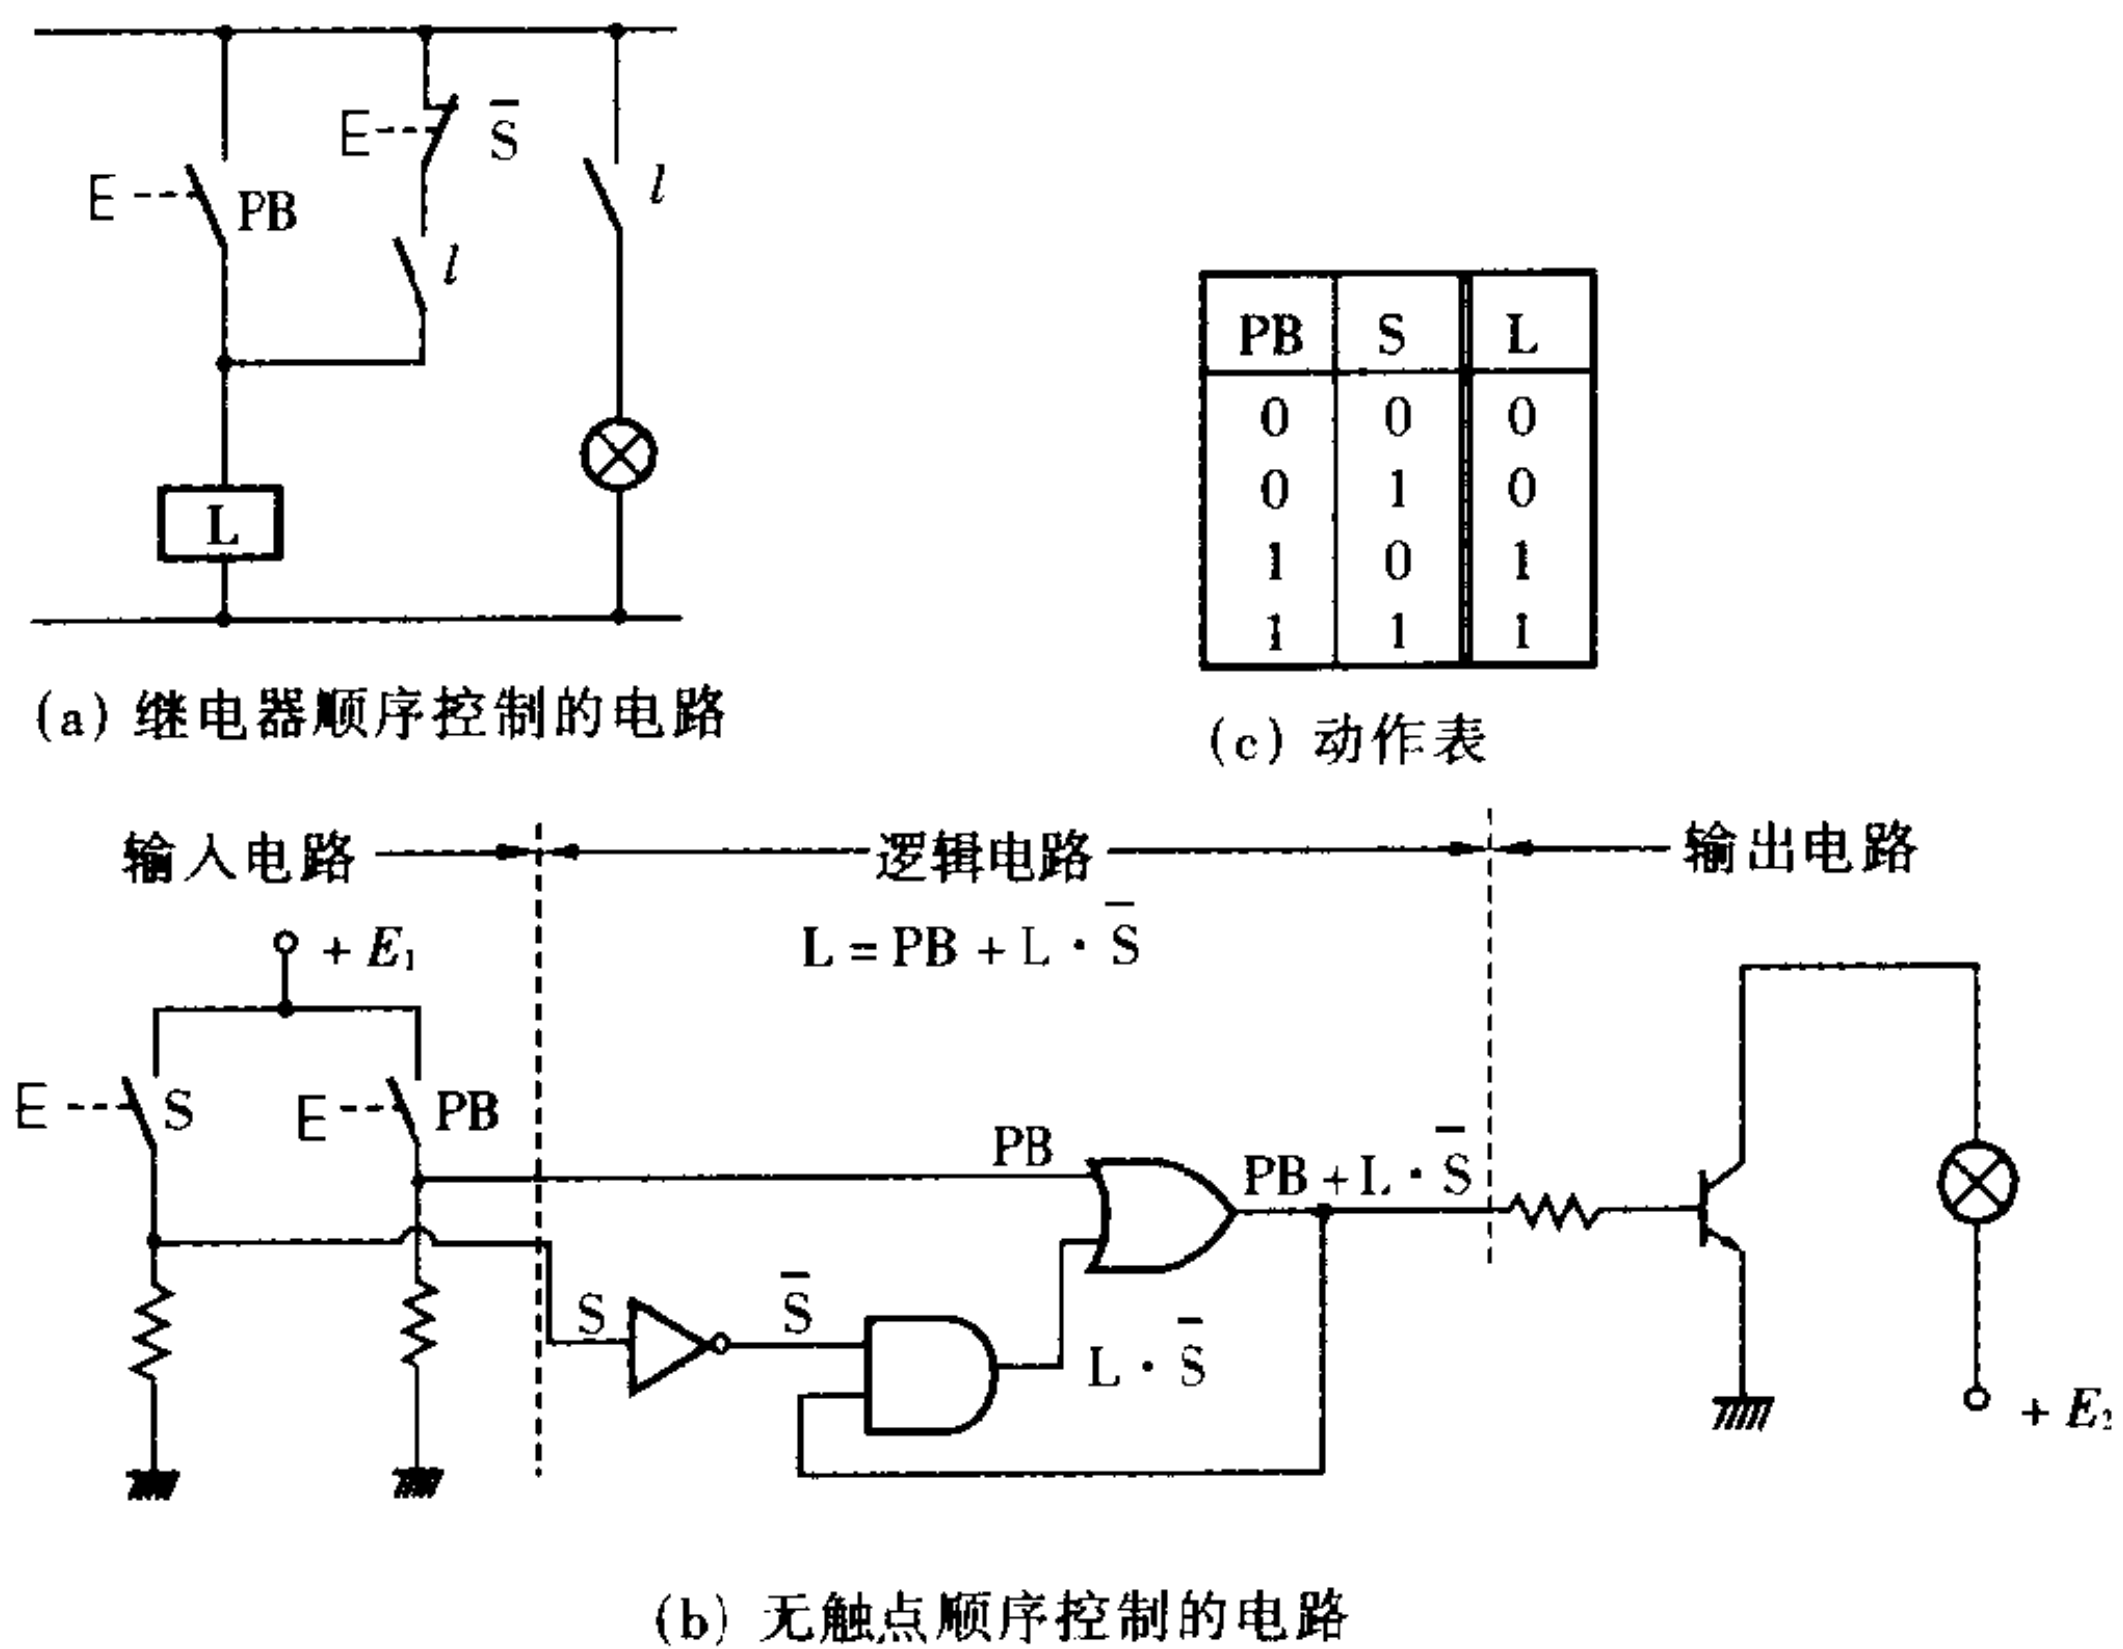 E
S̅
E
PB
l
l
L
(a) 继电器顺序控制的电路
PB S L
0 0 0
0 1 0
1 0 1
1 1 1
(c) 动作表
输入电路 逻辑电路 输出电路
L = PB + L · S̅
+ E₁
E S
E PB
PB
PB + L · S̅
S
S̅
L · S̅
+ E₂
(b) 无触点顺序控制的电路